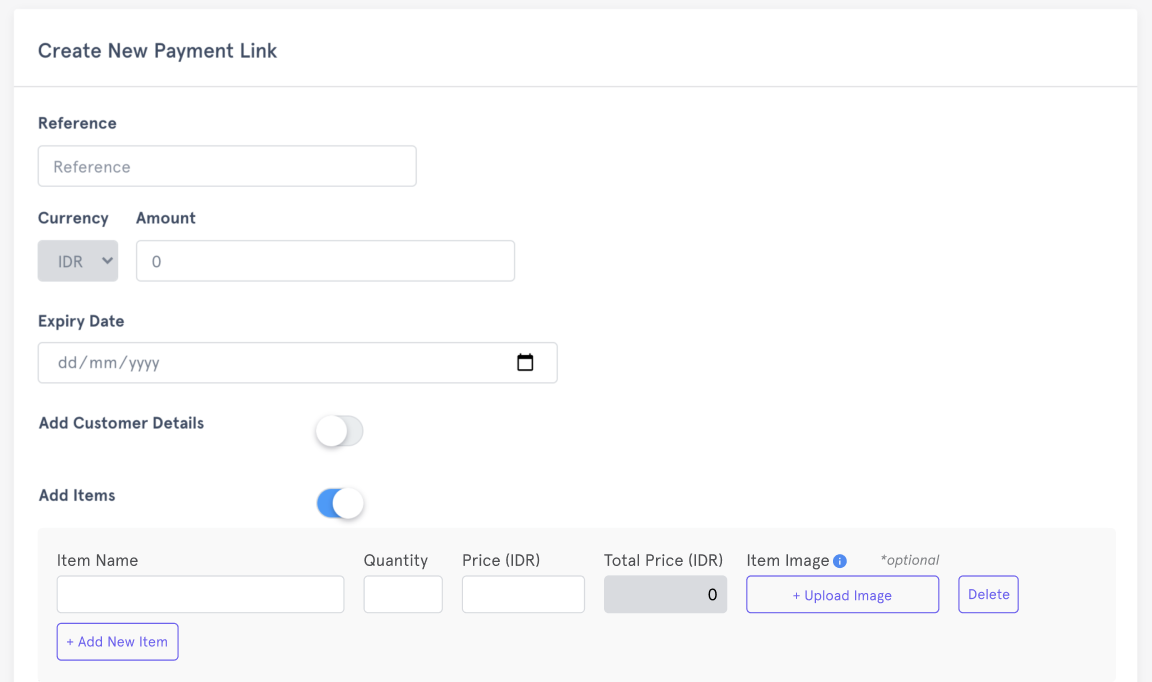 Create New Payment Link
Reference
Reference
Currency Amount
IDR 0
Expiry Date
dd/mm/yyyy
Add Customer Details
Add Items
Item Name Quantity Price (IDR) Total Price (IDR) Item Image i *optional
0 + Upload Image Delete
+ Add New Item